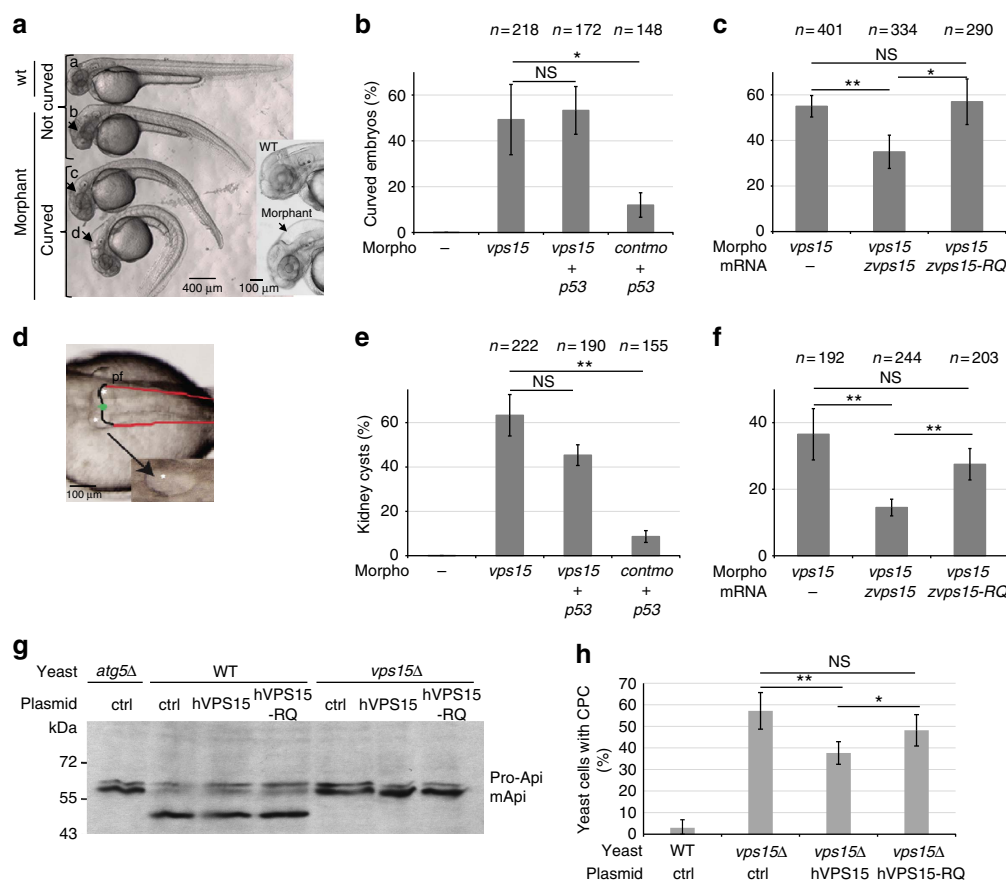 a
wt
Not curved
Morphant
Curved
a
b
c
d
WT
Morphant
400 µm
100 µm
b
n=218 n=172 n=148
*
NS
Curved embryos (%)
60
40
20
0
Morpho – vps15 vps15 contmo
+ +
p53 p53
c
n=401 n=334 n=290
NS
** *
60
40
20
0
Morpho vps15 vps15 vps15
mRNA – zvps15 zvps15-RQ
d
pf
100 µm
e
n=222 n=190 n=155
**
NS
Kidney cysts (%)
60
40
20
0
Morpho – vps15 vps15 contmo
+ +
p53 p53
f
n=192 n=244 n=203
NS
** **
40
20
0
Morpho vps15 vps15 vps15
mRNA – zvps15 zvps15-RQ
g
Yeast atg5Δ WT vps15Δ
Plasmid ctrl ctrl hVPS15 hVPS15-RQ ctrl hVPS15 hVPS15-RQ
kDa
72
55
43
Pro-Api
mApi
h
NS
** *
Yeast cells with CPC (%)
70
60
50
40
30
20
10
0
Yeast WT vps15Δ vps15Δ vps15Δ
Plasmid ctrl ctrl hVPS15 hVPS15-RQ